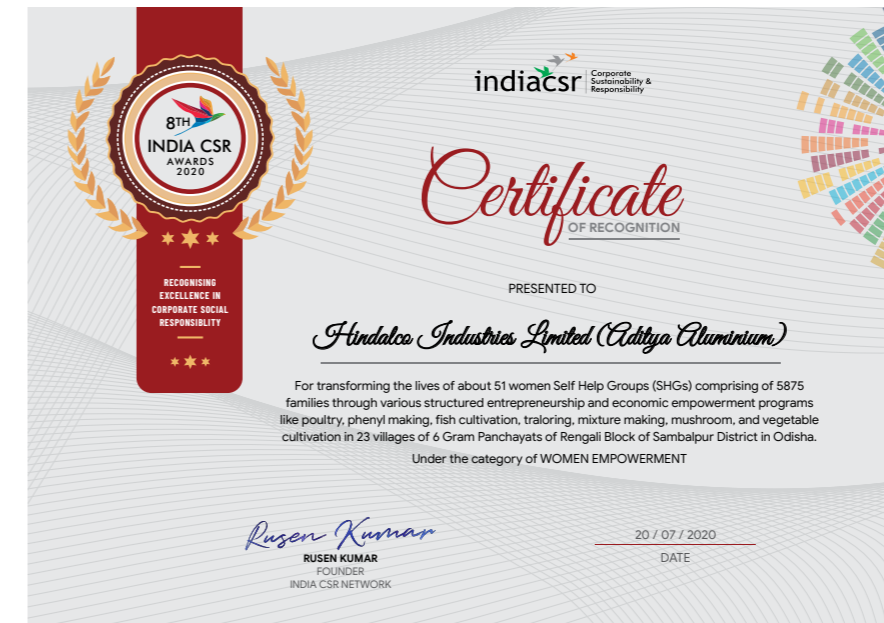 8TH
INDIA CSR
AWARDS
2020
RECOGNISING
EXCELLENCE IN
CORPORATE SOCIAL
RESPONSIBLITY
indiacsr
Corporate
Sustainability &
Responsibility
Certificate
OF RECOGNITION
PRESENTED TO
Hindalco Industries Limited (Aditya Aluminium)
For transforming the lives of about 51 women Self Help Groups (SHGs) comprising of 5875
families through various structured entrepreneurship and economic empowerment programs
like poultry, phenyl making, fish cultivation, traloring, mixture making, mushroom, and vegetable
cultivation in 23 villages of 6 Gram Panchayats of Rengali Block of Sambalpur District in Odisha.
Under the category of WOMEN EMPOWERMENT
Rusen Kumar
RUSEN KUMAR
FOUNDER
INDIA CSR NETWORK
20 / 07 / 2020
DATE